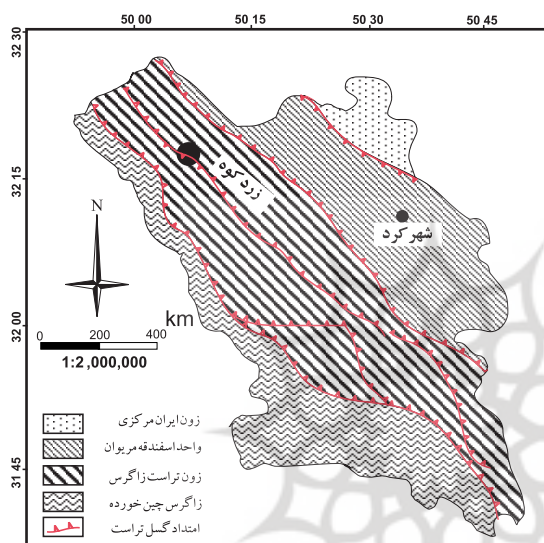 50 00 50 15 50 30 50 45
32 30
32 15
32 00
31 45
زرد کوه
شهر کرد
N
km
0 200 400
1:2,000,000
زون ایران مرکزی
واحد اسفندقه مریوان
زون تراست زاگرس
زاگرس چین خورده
امتداد گسل تراست